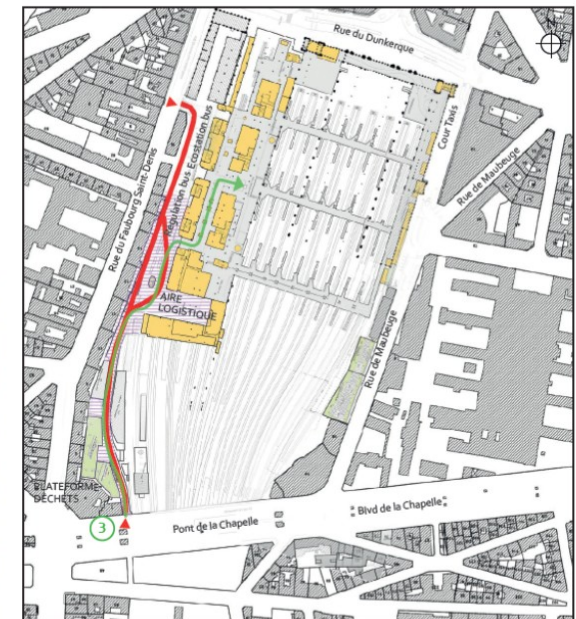 Rue du Dunkerque
N
Cour Taxis
Rue de Maubeuge
Rue du Faubourg Saint-Denis
Régulation bus Ecostation bus
AIRE
LOGISTIQUE
Rue de Maubeuge
PLATEFORME
DÉCHETS
3
Pont de la Chapelle
Blvd de la Chapelle